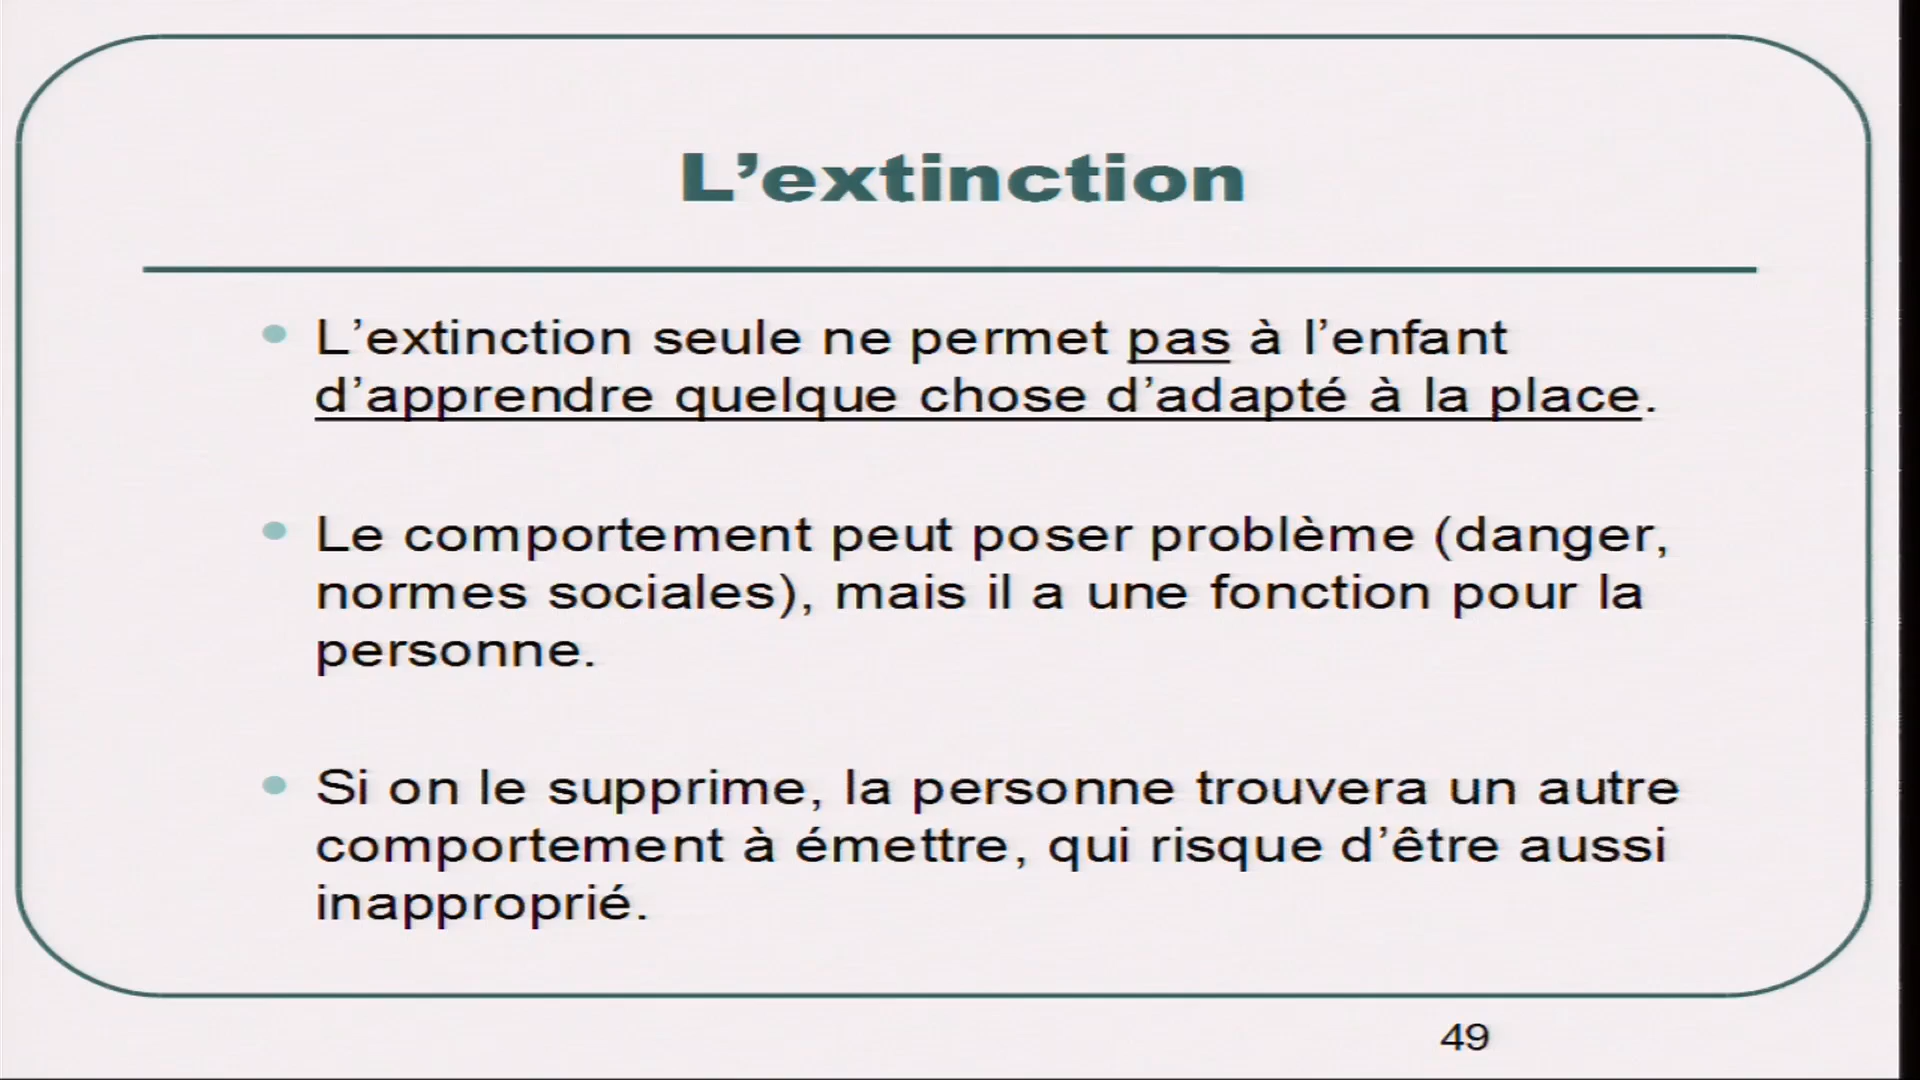 L’extinction
• L’extinction seule ne permet pas à l’enfant
d’apprendre quelque chose d’adapté à la place.
• Le comportement peut poser problème (danger,
normes sociales), mais il a une fonction pour la
personne.
• Si on le supprime, la personne trouvera un autre
comportement à émettre, qui risque d’être aussi
inapproprié.
49